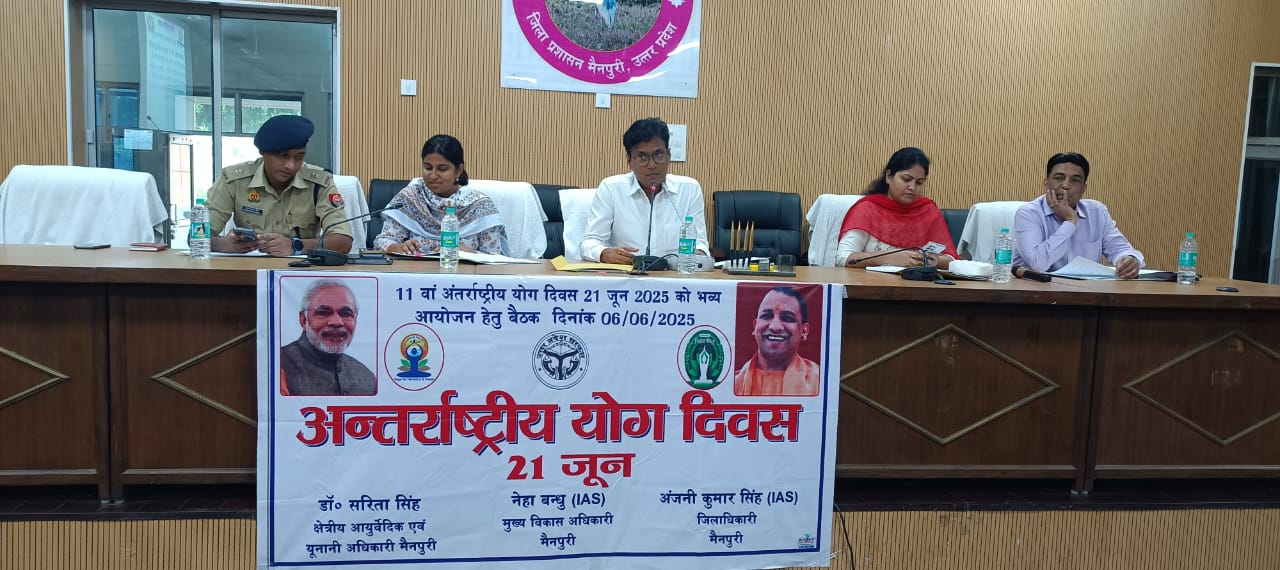 जिला प्रशासन मैनपुरी, उत्तर प्रदेश
11 वां अंतर्राष्ट्रीय योग दिवस 21 जून 2025 को भव्य
आयोजन हेतु बैठक दिनांक 06/06/2025
अन्तर्राष्ट्रीय योग दिवस
21 जून
डॉ० सरिता सिंह
क्षेत्रीय आयुर्वेदिक एवं
यूनानी अधिकारी मैनपुरी
नेहा बन्धु (IAS)
मुख्य विकास अधिकारी
मैनपुरी
अंजनी कुमार सिंह (IAS)
जिलाधिकारी
मैनपुरी